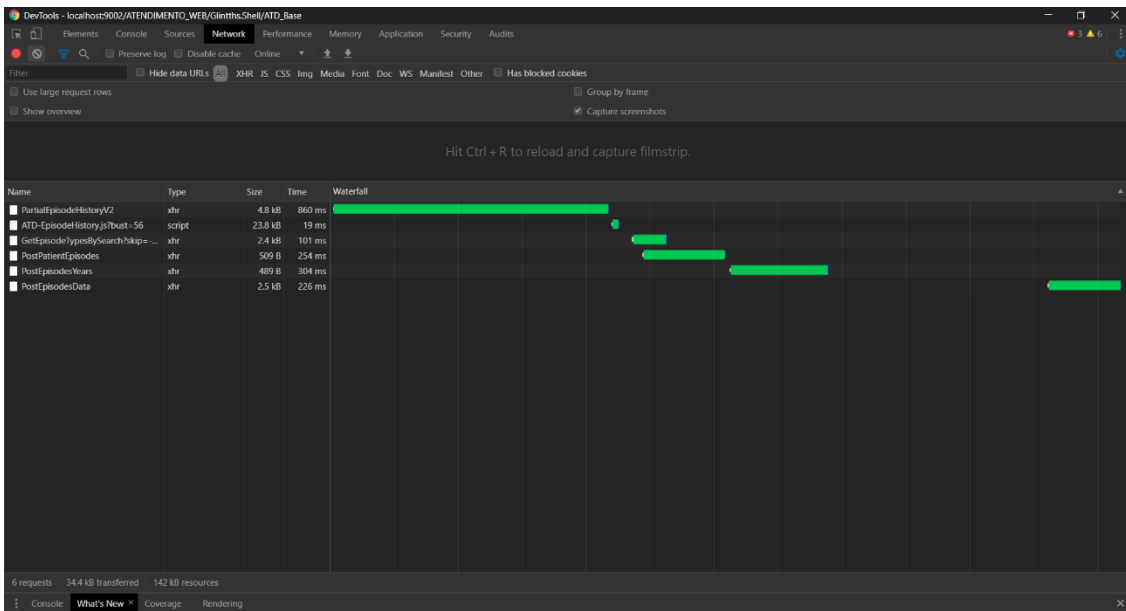 DevTools - localhost:9002/ATENDIMENTO_WEB/Glintths.Shell/ATD_Base
Elements Console Sources Network Performance Memory Application Security Audits 3 6
Preserve log Disable cache Online
Filter Hide data URLs All XHR JS CSS Img Media Font Doc WS Manifest Other Has blocked cookies
Use large request rows Group by frame
Show overview Capture screenshots
Hit Ctrl + R to reload and capture filmstrip.
Name Type Size Time Waterfall
PartialEpisodeHistoryV2 xhr 4.8 kB 860 ms
ATD-EpisodeHistory.js?bust=56 script 23.8 kB 19 ms
GetEpisodeTypesBySearch?skip=-... xhr 2.4 kB 101 ms
PostPatientEpisodes xhr 509 B 254 ms
PostEpisodesYears xhr 489 B 304 ms
PostEpisodesData xhr 2.5 kB 226 ms
6 requests 34.4 kB transferred 142 kB resources
Console What's New × Coverage Rendering